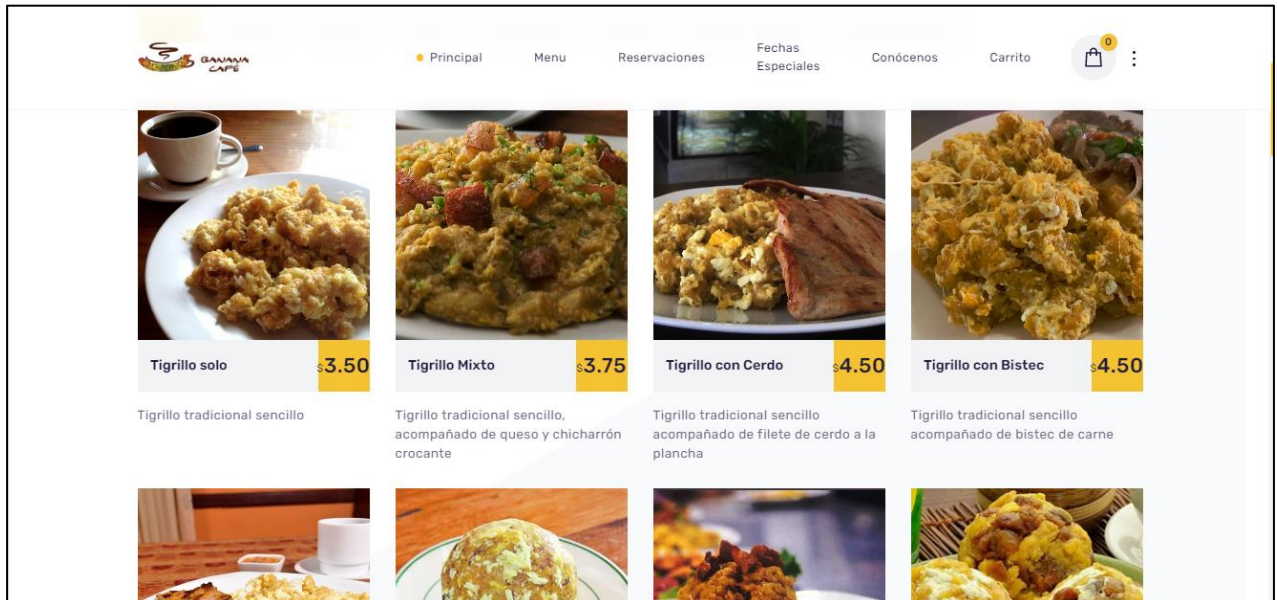 BANANA
CAFÉ
Principal
Menu
Reservaciones
Fechas
Especiales
Conócenos
Carrito
0
Tigrillo solo
$3.50
Tigrillo Mixto
$3.75
Tigrillo con Cerdo
$4.50
Tigrillo con Bistec
$4.50
Tigrillo tradicional sencillo
Tigrillo tradicional sencillo,
acompañado de queso y chicharrón
crocante
Tigrillo tradicional sencillo
acompañado de filete de cerdo a la
plancha
Tigrillo tradicional sencillo
acompañado de bistec de carne